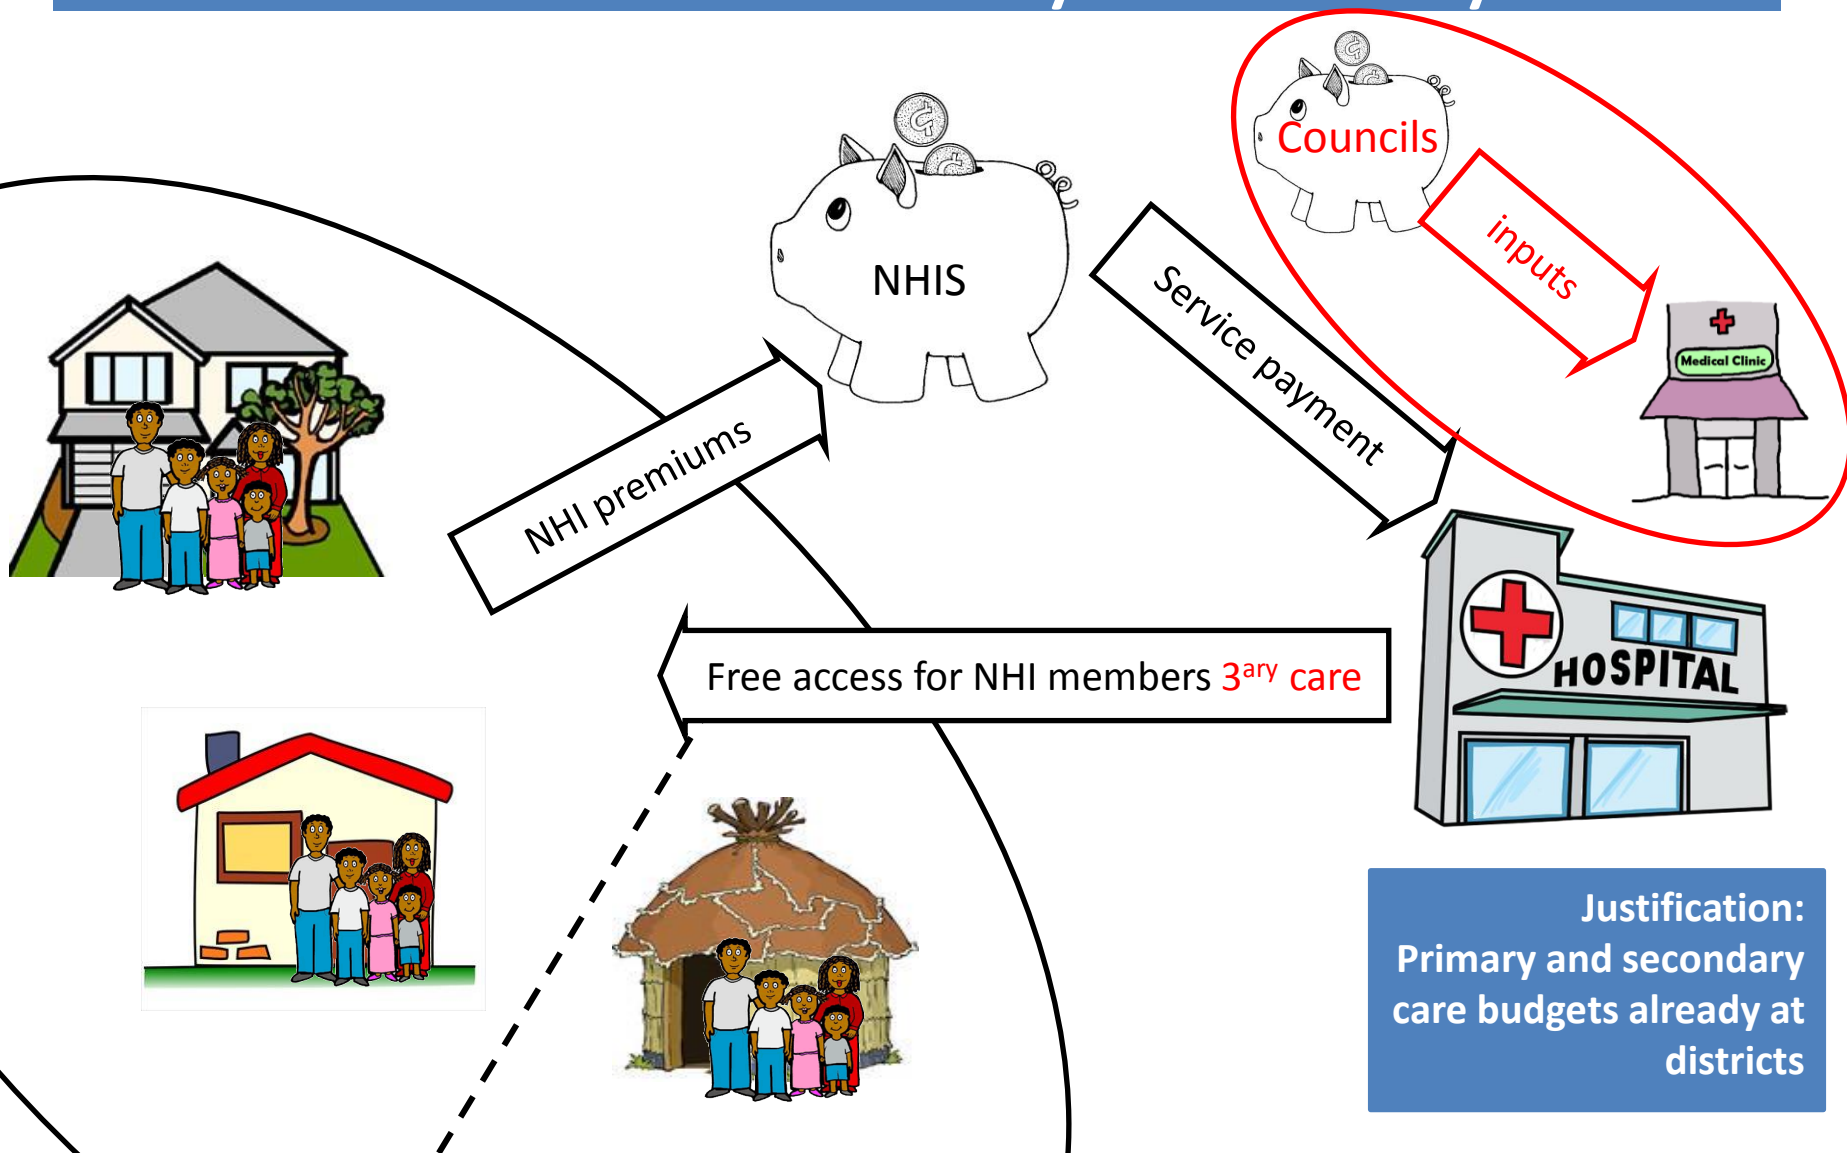 Councils
inputs
Medical Clinic
NHIS
Service payment
NHI premiums
Free access for NHI members 3ary care
HOSPITAL
Justification:
Primary and secondary
care budgets already at
districts